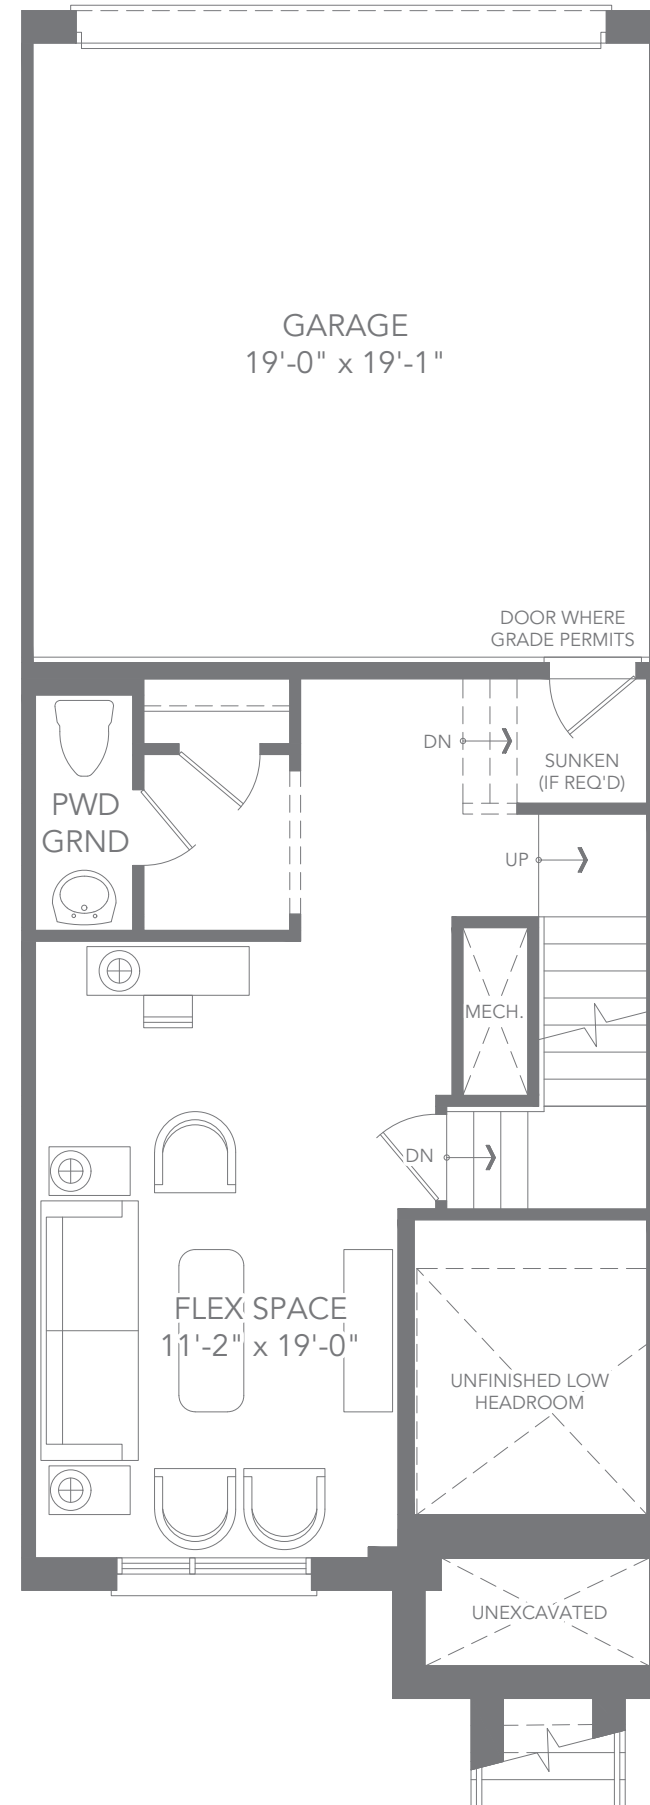 GARAGE
19'-0" x 19'-1"
DOOR WHERE
GRADE PERMITS
DN
SUNKEN
(IF REQ'D)
PWD
GRND
UP
MECH.
DN
FLEX SPACE
11'-2" x 19'-0"
UNFINISHED LOW
HEADROOM
UNEXCAVATED